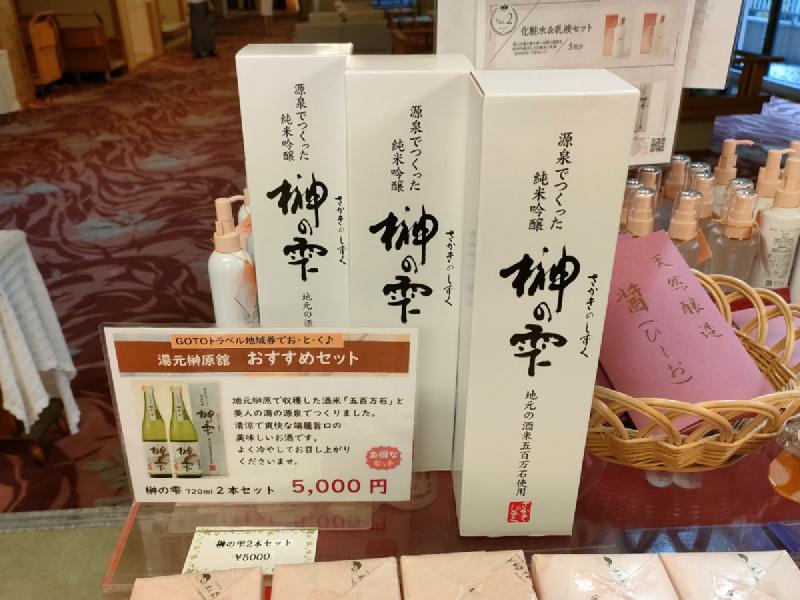 No.2
化粧水&乳液セット
源泉でつくった
純米吟醸
榊の雫
さかきのしずく
地元の酒
源泉でつくった
純米吟醸
榊の雫
さかきのしずく
源泉でつくった
純米吟醸
榊の雫
さかきのしずく
地元の酒米五百万石使用
天然醸造
醤(ひしお)
GOTOトラベル地域券でお・と・く♪
湯元榊原舘 おすすめセット
地元榊原で収穫した酒米「五百万石」と
美人の湯の源泉でつくりました。
清涼で爽快な端麗旨口の
美味しいお酒です。
よく冷やしてお召し上がり
くださいませ。
お得な
セット
榊の雫 720ml 2本セット 5,000 円
榊の雫2本セット
¥5000